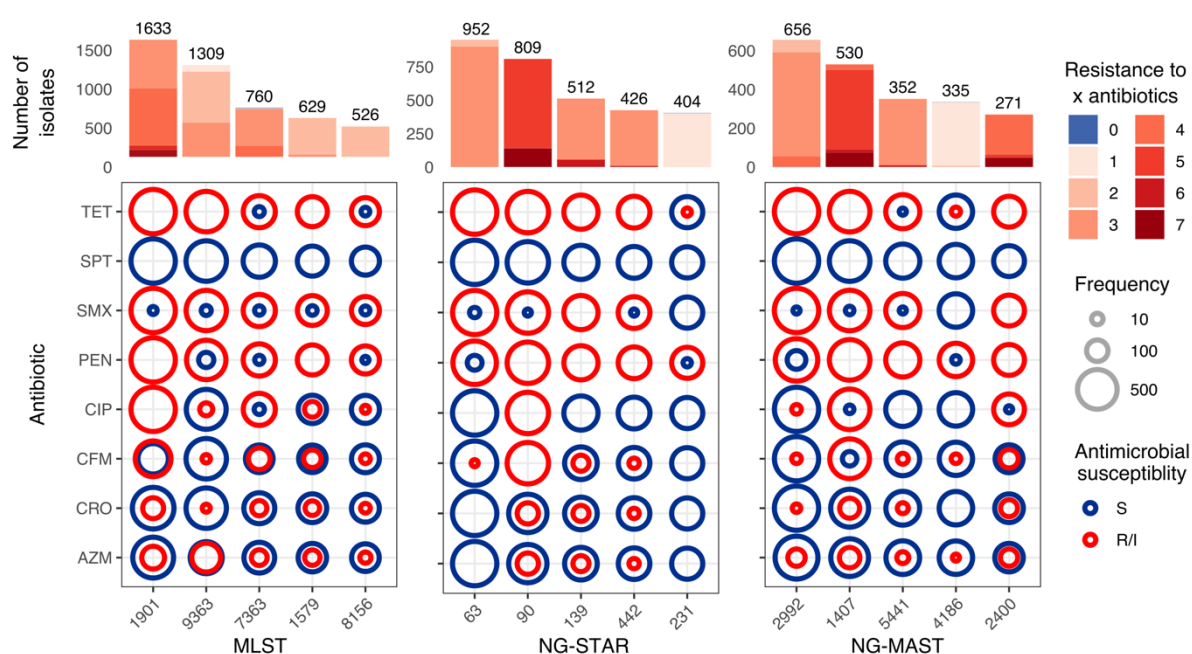 Number of
isolates
1500
1000
500
0
1633
1309
760
629
526
750
500
250
0
952
809
512
426
404
600
400
200
0
656
530
352
335
271
Resistance to
x antibiotics
0 4
1 5
2 6
3 7
Antibiotic
TET
SPT
SMX
PEN
CIP
CFM
CRO
AZM
Frequency
10
100
500
Antimicrobial
susceptiblity
S
R/I
1901 9363 7363 1579 8156
63 90 139 442 231
2992 1407 5441 4186 2400
MLST NG-STAR NG-MAST